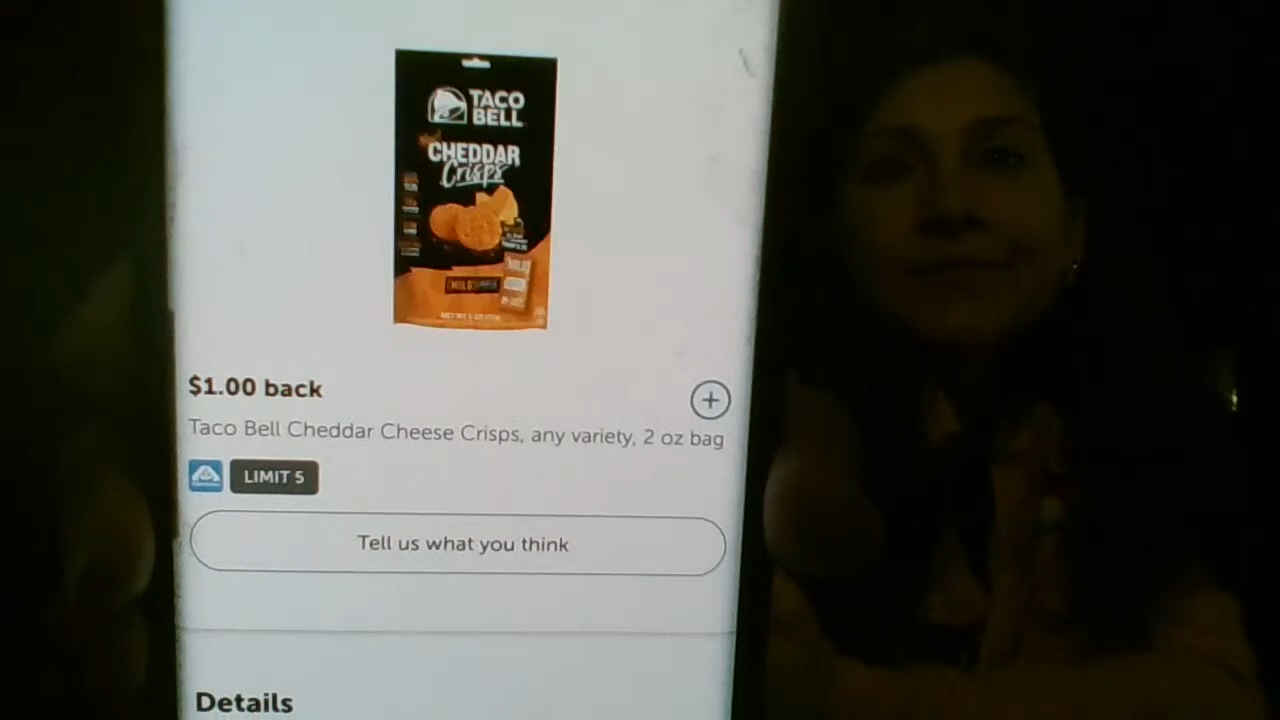 TACO
BELL
CHEDDAR
Crisps
MILD
$1.00 back
Taco Bell Cheddar Cheese Crisps, any variety, 2 oz bag
LIMIT 5
Tell us what you think
Details